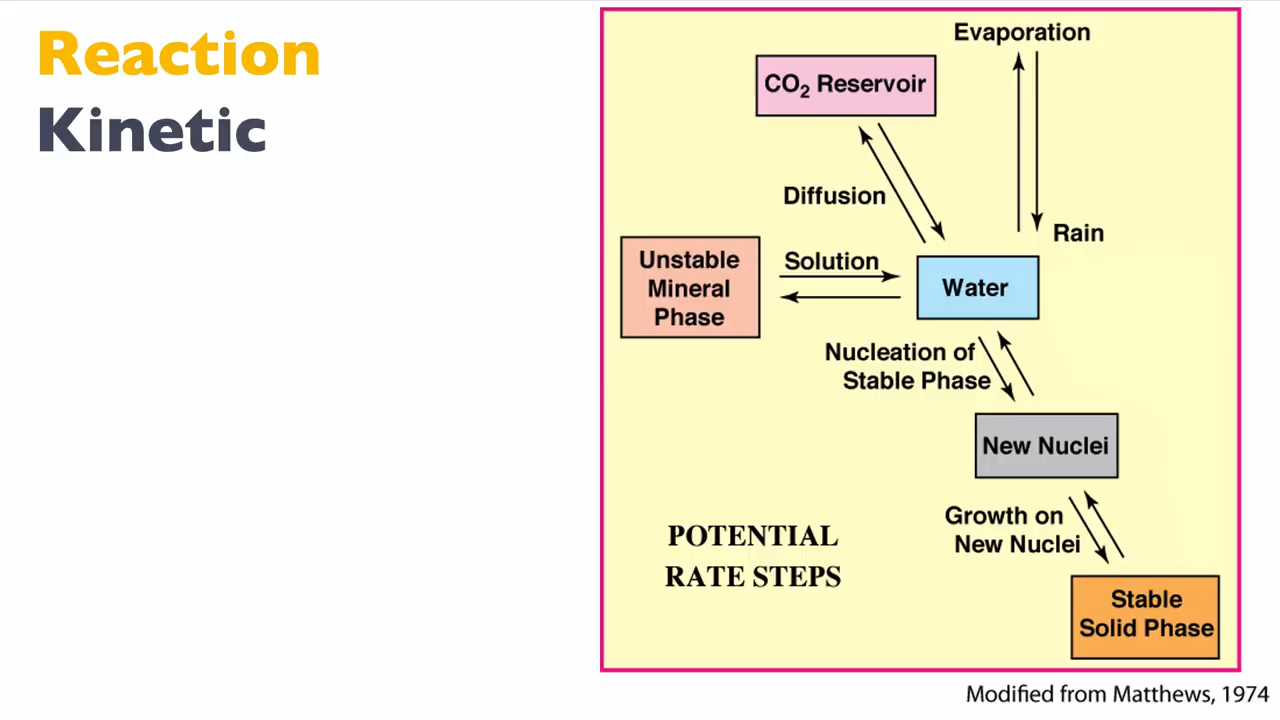 Reaction
Kinetic
Evaporation
CO₂ Reservoir
Diffusion
Rain
Unstable
Mineral
Phase
Solution
Water
Nucleation of
Stable Phase
New Nuclei
Growth on
New Nuclei
POTENTIAL
RATE STEPS
Stable
Solid Phase
Modified from Matthews, 1974